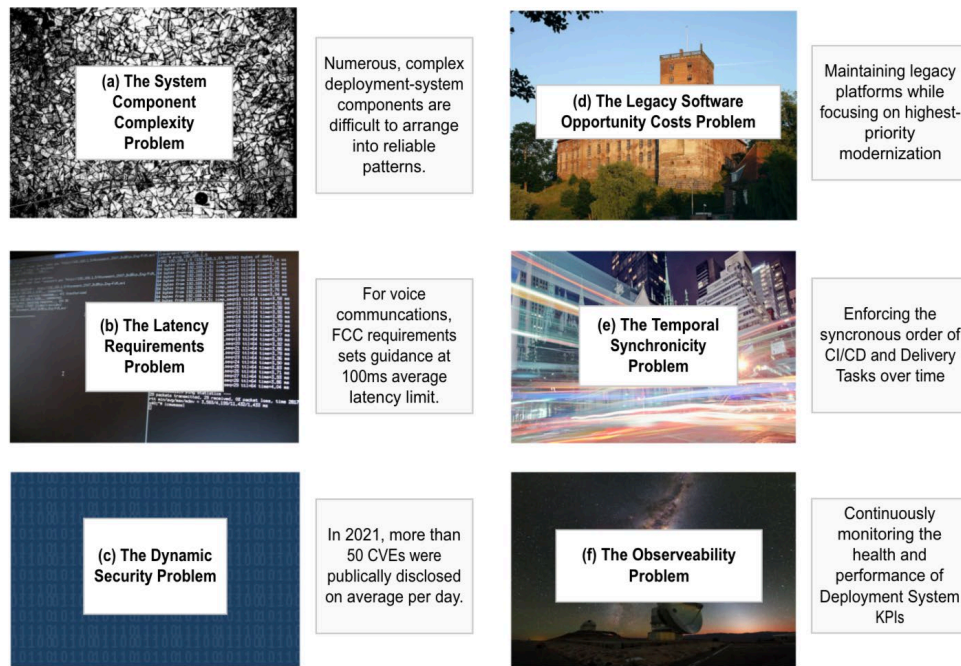 (a) The System
Component
Complexity
Problem
Numerous, complex
deployment-system
components are
difficult to arrange
into reliable
patterns.
(d) The Legacy Software
Opportunity Costs Problem
Maintaining legacy
platforms while
focusing on highest-
priority
modernization
(b) The Latency
Requirements
Problem
For voice
communcations,
FCC requirements
sets guidance at
100ms average
latency limit.
(e) The Temporal
Synchronicity
Problem
Enforcing the
syncronous order of
CI/CD and Delivery
Tasks over time
(c) The Dynamic
Security Problem
In 2021, more than
50 CVEs were
publically disclosed
on average per day.
(f) The Observeability
Problem
Continuously
monitoring the
health and
performance of
Deployment System
KPIs